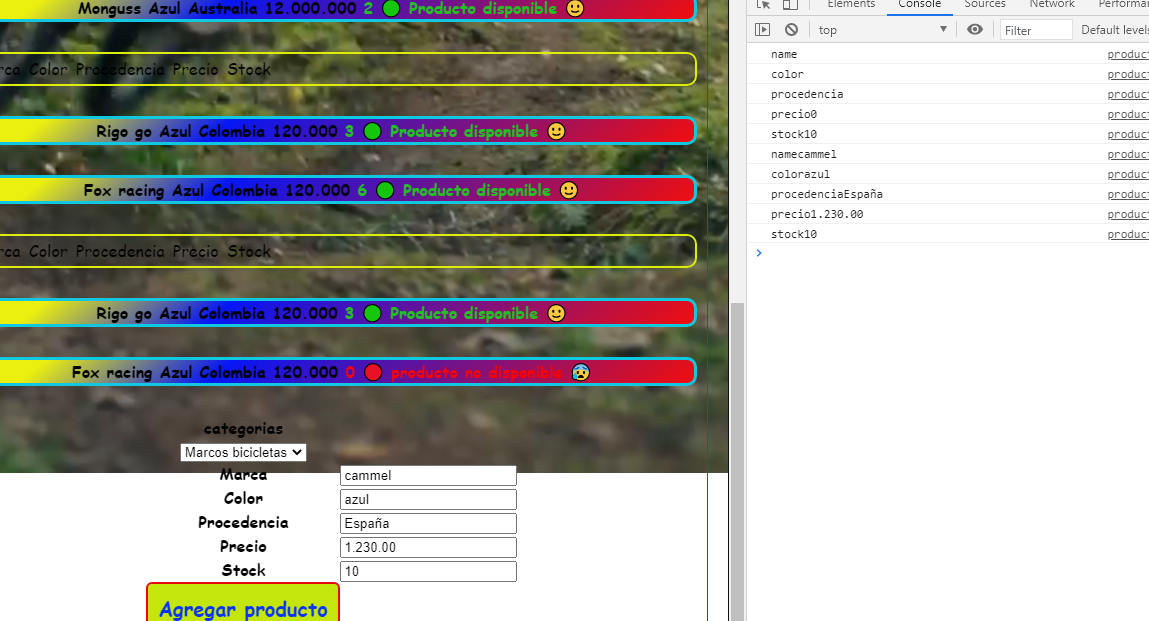 Monguss Azul Australia 12.000.000 2 Producto disponible
Color Procedencia Precio Stock
Rigo go Azul Colombia 120.000 3 Producto disponible
Fox racing Azul Colombia 120.000 6 Producto disponible
Color Procedencia Precio Stock
Rigo go Azul Colombia 120.000 3 Producto disponible
Fox racing Azul Colombia 120.000 0 producto no disponible
categorias
Marcos bicicletas
Marca cammel
Color azul
Procedencia España
Precio 1.230.00
Stock 10
Agregar producto
Elements Console Sources Network Performa
top Filter Default levels
name product
color product
procedencia product
precio0 product
stock10 product
namecammel product
colorazul product
procedenciaEspaña product
precio1.230.00 product
stock10 product